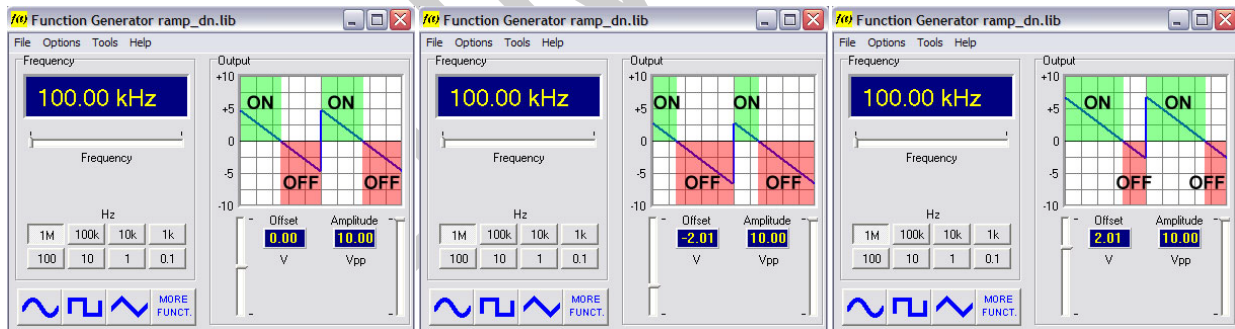 f(t) Function Generator ramp_dn.lib
File Options Tools Help
Frequency
100.00 kHz
Frequency
Hz
1M 100k 10k 1k
100 10 1 0.1
MORE
FUNCT.
Output
+10
+5
0
-5
-10
ON ON
OFF OFF
Offset Amplitude
0.00 10.00
V Vpp
f(t) Function Generator ramp_dn.lib
File Options Tools Help
Frequency
100.00 kHz
Frequency
Hz
1M 100k 10k 1k
100 10 1 0.1
MORE
FUNCT.
Output
+10
+5
0
-5
-10
ON ON
OFF OFF
Offset Amplitude
-2.01 10.00
V Vpp
f(t) Function Generator ramp_dn.lib
File Options Tools Help
Frequency
100.00 kHz
Frequency
Hz
1M 100k 10k 1k
100 10 1 0.1
MORE
FUNCT.
Output
+10
+5
0
-5
-10
ON ON
OFF OFF
Offset Amplitude
2.01 10.00
V Vpp